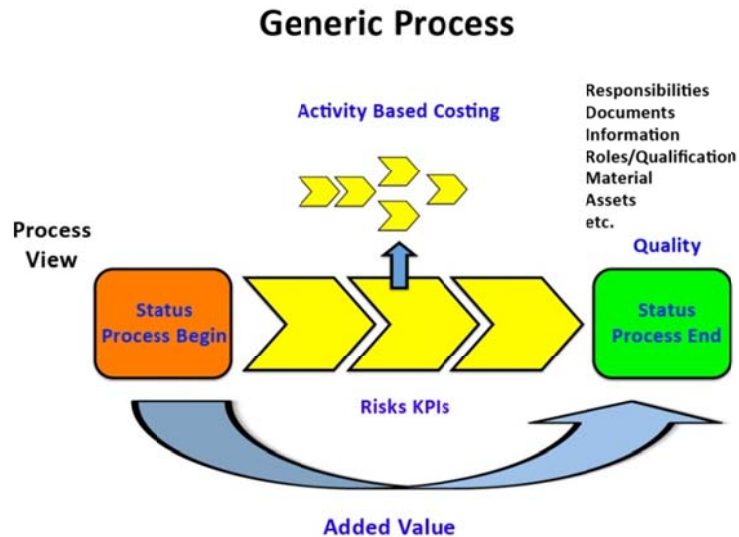 Generic Process
Activity Based Costing
Responsibilities
Documents
Information
Roles/Qualification
Material
Assets
etc.
Process
View
Quality
Status
Process Begin
Status
Process End
Risks KPIs
Added Value